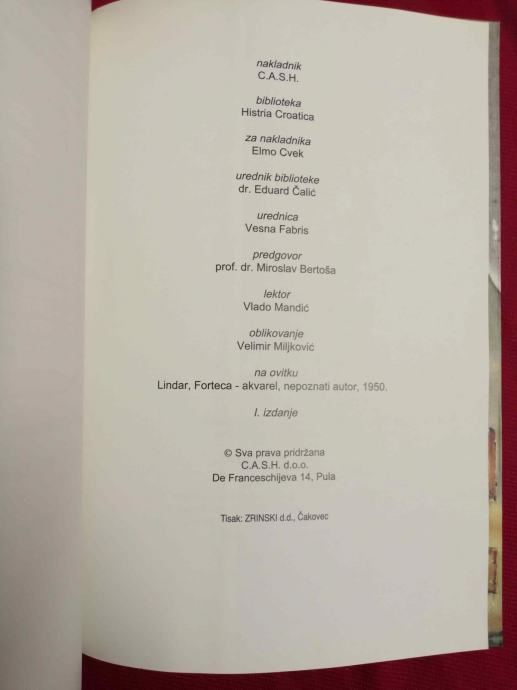 nakladnik
C.A.S.H.
biblioteka
Histria Croatica
za nakladnika
Elmo Cvek
urednik biblioteke
dr. Eduard Čalić
urednica
Vesna Fabris
predgovor
prof. dr. Miroslav Bertoša
lektor
Vlado Mandić
oblikovanje
Velimir Miljković
na ovitku
Lindar, Forteca - akvarel, nepoznati autor, 1950.
I. izdanje
© Sva prava pridržana
C.A.S.H. d.o.o.
De Franceschijeva 14, Pula
Tisak: ZRINSKI d.d., Čakovec